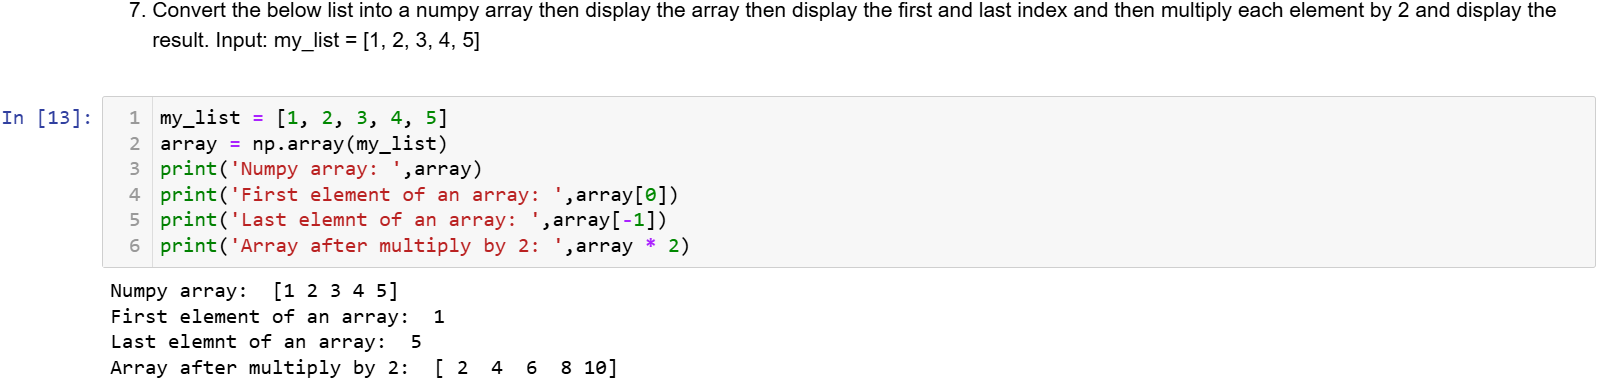 7. Convert the below list into a numpy array then display the array then display the first and last index and then multiply each element by 2 and display the
result. Input: my_list = [1, 2, 3, 4, 5]
In [13]:
1 my_list = [1, 2, 3, 4, 5]
2 array = np.array(my_list)
3 print('Numpy array: ',array)
4 print('First element of an array: ',array[0])
5 print('Last elemnt of an array: ',array[-1])
6 print('Array after multiply by 2: ',array * 2)
Numpy array:  [1 2 3 4 5]
First element of an array:  1
Last elemnt of an array:  5
Array after multiply by 2:  [ 2  4  6  8 10]